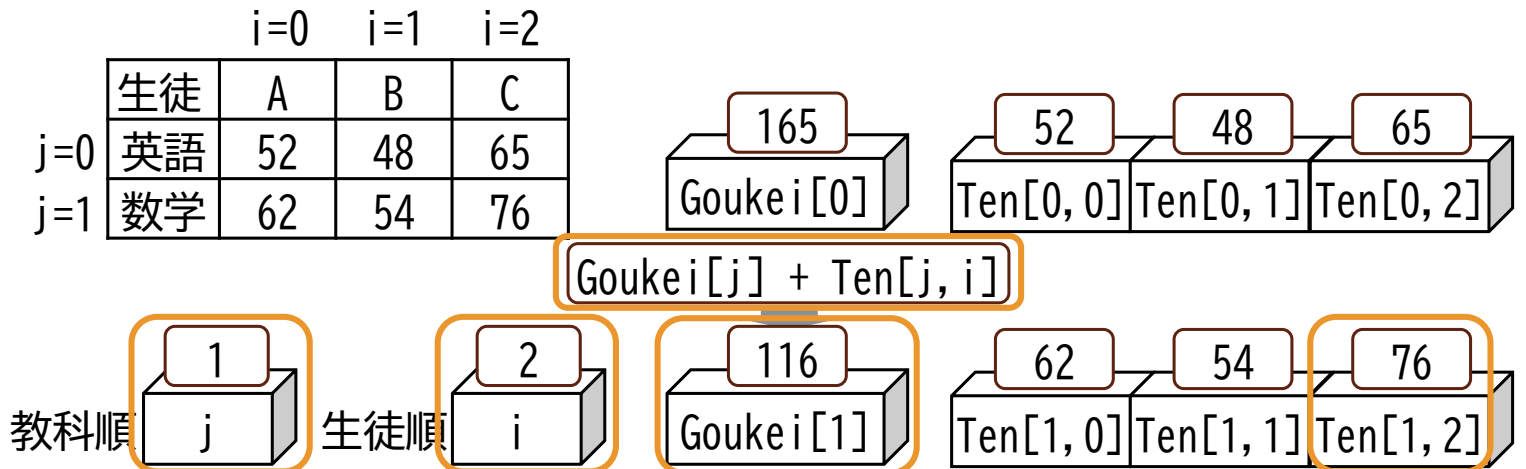 i=0 i=1 i=2
生徒 A B C
j=0 英語 52 48 65
j=1 数学 62 54 76
165 52 48 65
Goukei[0] Ten[0,0] Ten[0,1] Ten[0,2]
Goukei[j] + Ten[j,i]
1 2 116 62 54 76
教科順 j 生徒順 i Goukei[1] Ten[1,0] Ten[1,1] Ten[1,2]